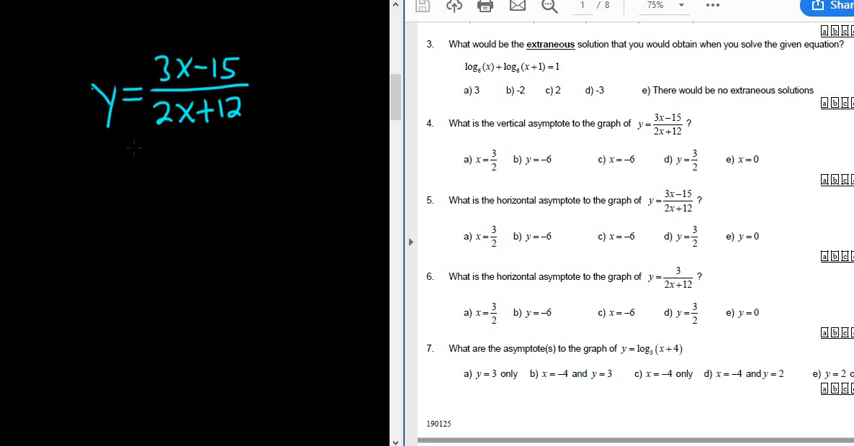 y = (3x-15)/(2x+12)
1 / 8
75%
Shar
3. What would be the extraneous solution that you would obtain when you solve the given equation?
log₆(x)+log₆(x+1)=1
a) 3 b) -2 c) 2 d) -3 e) There would be no extraneous solutions
a b c
4. What is the vertical asymptote to the graph of y = (3x-15)/(2x+12) ?
a) x = 3/2 b) y = -6 c) x = -6 d) y = 3/2 e) x = 0
a b c
5. What is the horizontal asymptote to the graph of y = (3x-15)/(2x+12) ?
a) x = 3/2 b) y = -6 c) x = -6 d) y = 3/2 e) y = 0
a b c
6. What is the horizontal asymptote to the graph of y = 3/(2x+12) ?
a) x = 3/2 b) y = -6 c) x = -6 d) y = 3/2 e) y = 0
a b c
7. What are the asymptote(s) to the graph of y = log₃(x+4)
a) y = 3 only b) x = -4 and y = 3 c) x = -4 only d) x = -4 and y = 2 e) y = 2
a b c
190125